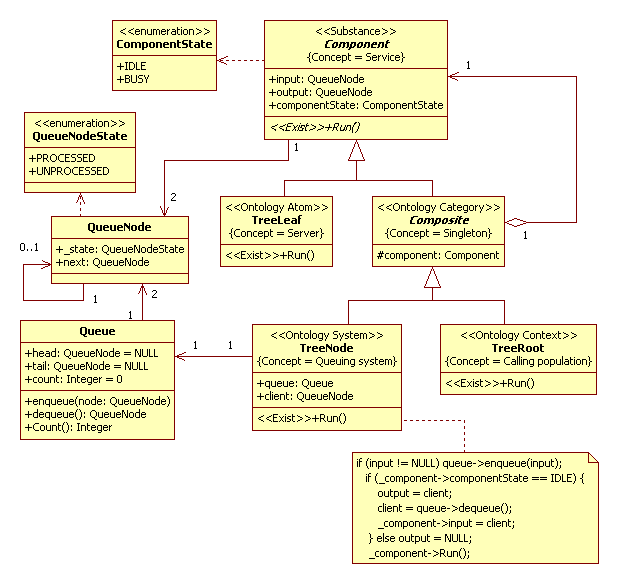 <<enumeration>>
ComponentState
+IDLE
+BUSY
<<Substance>>
Component
{Concept = Service}
+input: QueueNode
+output: QueueNode
+componentState: ComponentState
<<Exist>>+Run()
1
1
2
<<enumeration>>
QueueNodeState
+PROCESSED
+UNPROCESSED
<<Ontology Atom>>
TreeLeaf
{Concept = Server}
<<Exist>>+Run()
<<Ontology Category>>
Composite
{Concept = Singleton}
#component: Component
1
QueueNode
+_state: QueueNodeState
+next: QueueNode
0..1
1
2
1
Queue
+head: QueueNode = NULL
+tail: QueueNode = NULL
+count: Integer = 0
+enqueue(node: QueueNode)
+dequeue(): QueueNode
+Count(): Integer
1
1
<<Ontology System>>
TreeNode
{Concept = Queuing system}
+queue: Queue
+client: QueueNode
<<Exist>>+Run()
<<Ontology Context>>
TreeRoot
{Concept = Calling population}
<<Exist>>+Run()
if (input != NULL) queue->enqueue(input);
if (_component->componentState == IDLE) {
output = client;
client = queue->dequeue();
_component->input = client;
} else output = NULL;
_component->Run();